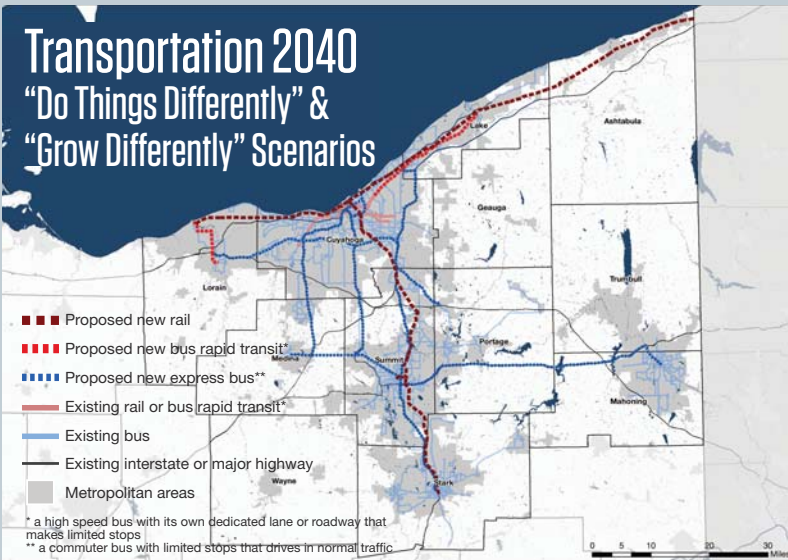 Transportation 2040
“Do Things Differently” &
“Grow Differently” Scenarios
Lake
Ashtabula
Geauga
Cuyahoga
Lorain
Trumbull
Proposed new rail
Proposed new bus rapid transit*
Portage
Medina
Summit
Proposed new express bus**
Existing rail or bus rapid transit*
Mahoning
Existing bus
Existing interstate or major highway
Wayne
Stark
Metropolitan areas
* a high speed bus with its own dedicated lane or roadway that
makes limited stops
** a commuter bus with limited stops that drives in normal traffic
0 5 10 20 30
Miles